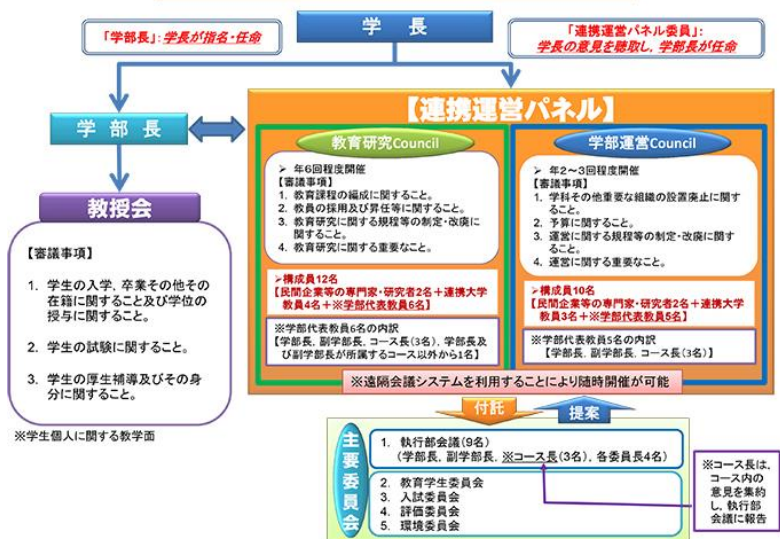 学　長
「学部長」：学長が指名・任命
「連携運営パネル委員」：
学長の意見を聴取し，学部長が任命
学　部　長
【連携運営パネル】
教育研究Council
➢ 年6回程度開催
【審議事項】
1. 教育課程の編成に関すること。
2. 教員の採用及び昇任等に関すること。
3. 教育研究に関する規程等の制定・改廃に
関すること。
4. 教育研究に関する重要なこと。
➢構成員12名
【民間企業等の専門家・研究者2名＋連携大学
教員4名＋※学部代表教員6名】
※学部代表教員6名の内訳
【学部長，副学部長，コース長（3名），学部長及
び副学部長が所属するコース以外から1名】
学部運営Council
➢ 年2～3回程度開催
【審議事項】
1. 学科その他重要な組織の設置廃止に関す
ること。
2. 予算に関すること。
3. 運営に関する規程等の制定・改廃に関す
ること。
4. 運営に関する重要なこと。
➢構成員10名
【民間企業等の専門家・研究者2名＋連携大学
教員3名＋※学部代表教員5名】
※学部代表教員5名の内訳
【学部長，副学部長，コース長（3名）】
※遠隔会議システムを利用することにより随時開催が可能
教授会
【審議事項】
1. 学生の入学，卒業その他その
在籍に関すること及び学位の
授与に関すること。
2. 学生の試験に関すること。
3. 学生の厚生補導及びその身
分に関すること。
※学生個人に関する教学面
付託
提案
主要委員会
1. 執行部会議（9名）
（学部長，副学部長，※コース長（3名），各委員長4名）
2. 教育学生委員会
3. 入試委員会
4. 評価委員会
5. 環境委員会
※コース長は，
コース内の
意見を集約
し，執行部
会議に報告